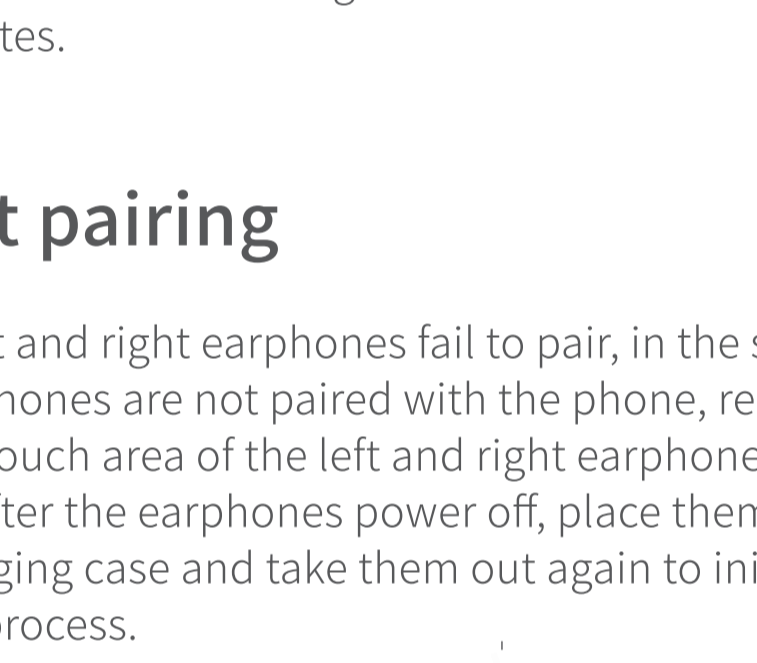 tes.
t pairing
t and right earphones fail to pair, in the s
hones are not paired with the phone, re
ouch area of the left and right earphone
fter the earphones power off, place them
ging case and take them out again to ini
process.